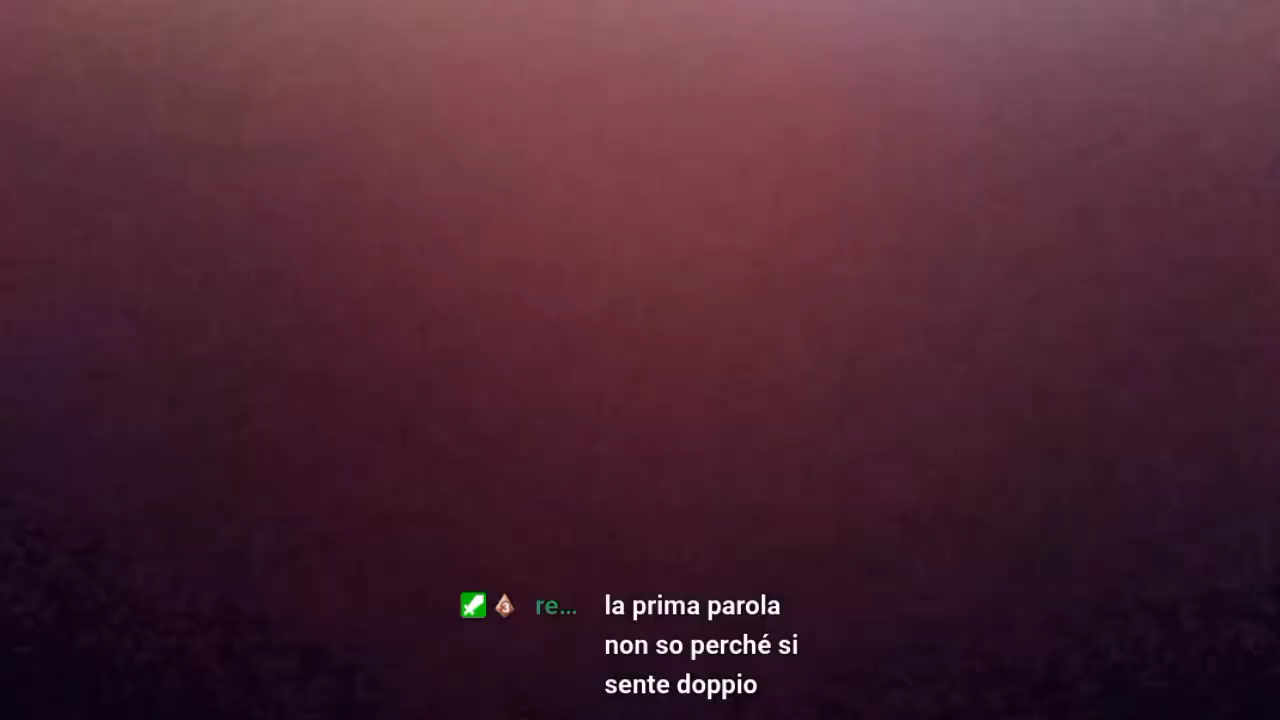 re... la prima parola
non so perché si
sente doppio